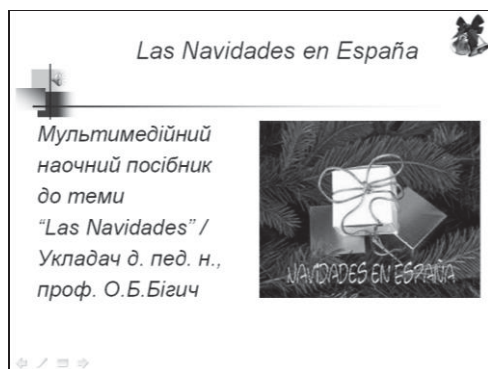 Las Navidades en España
Мультимедійний
наочний посібник
до теми
“Las Navidades” /
Укладач д. пед. н.,
проф. О.Б.Бігич
NAVIDADES EN ESPAÑA